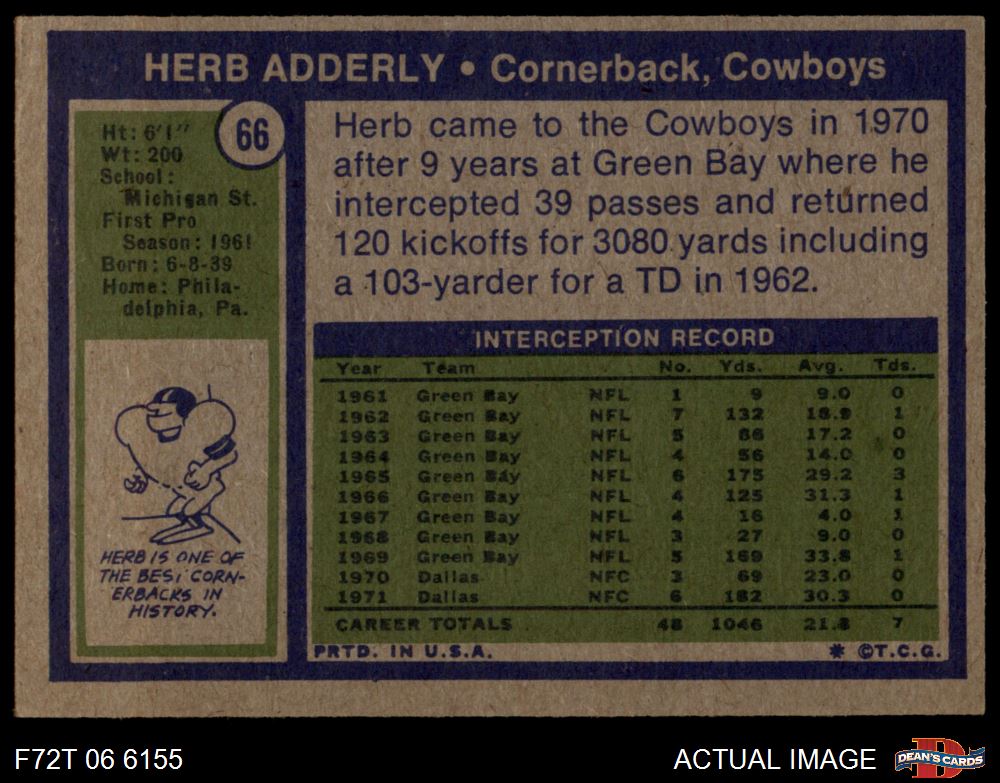 HERB ADDERLY • Cornerback, Cowboys
66
Ht: 6'1"
Wt: 200
School:
Michigan St.
First Pro
Season: 1961
Born: 6-8-39
Home: Phila-
delphia, Pa.
HERB IS ONE OF
THE BEST CORN-
ERBACKS IN
HISTORY.
Herb came to the Cowboys in 1970
after 9 years at Green Bay where he
intercepted 39 passes and returned
120 kickoffs for 3080 yards including
a 103-yarder for a TD in 1962.
INTERCEPTION RECORD
Year Team No. Yds. Avg. Tds.
1961 Green Bay NFL 1 9 9.0 0
1962 Green Bay NFL 7 132 18.9 1
1963 Green Bay NFL 5 86 17.2 0
1964 Green Bay NFL 4 56 14.0 0
1965 Green Bay NFL 6 175 29.2 3
1966 Green Bay NFL 4 125 31.3 1
1967 Green Bay NFL 4 16 4.0 1
1968 Green Bay NFL 3 27 9.0 0
1969 Green Bay NFL 5 169 33.8 1
1970 Dallas NFC 3 69 23.0 0
1971 Dallas NFC 6 182 30.3 0
CAREER TOTALS 48 1046 21.8 7
PRTD. IN U.S.A. * ©T.C.G.
F72T 06 6155 ACTUAL IMAGE
D
DEAN'S CARDS